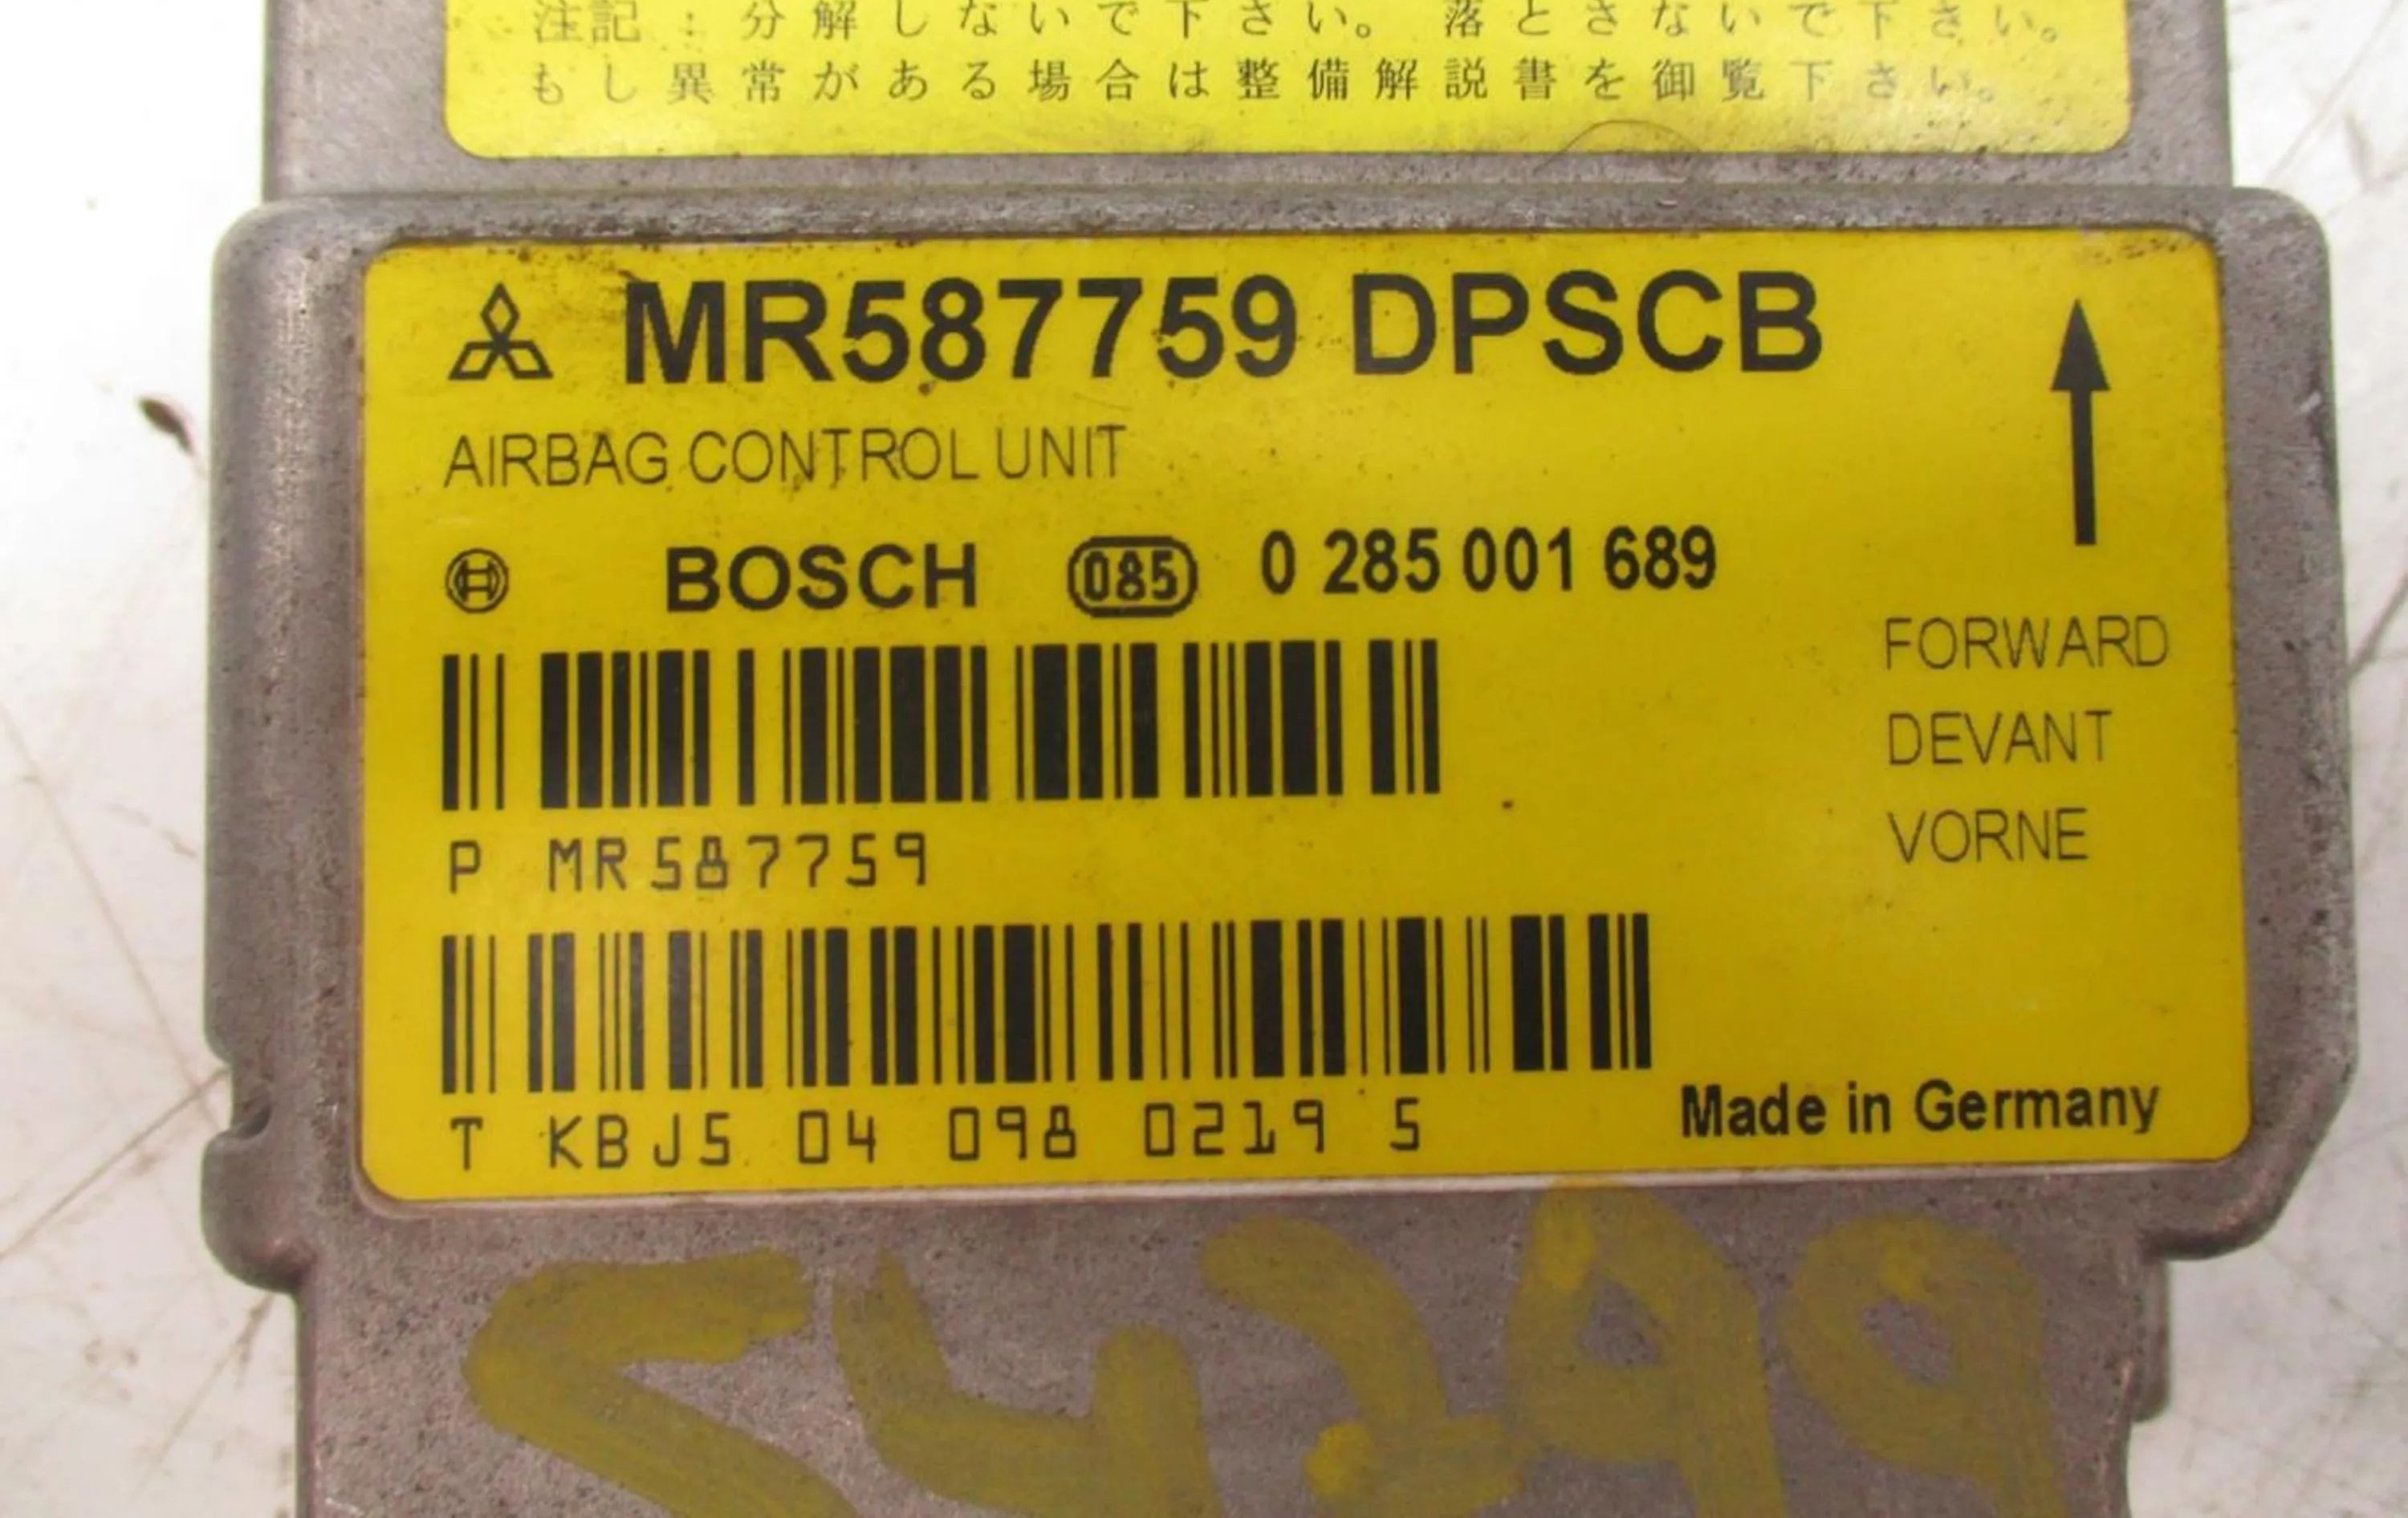 注記：分解しないで下さい。 落とさないで下さい。
もし異常がある場合は整備解説書を御覧下さい。
MR587759 DPSCB
AIRBAG CONTROL UNIT
BOSCH 085 0 285 001 689
FORWARD
DEVANT
VORNE
P MR587759
T KBJ5 04 098 0219 5
Made in Germany